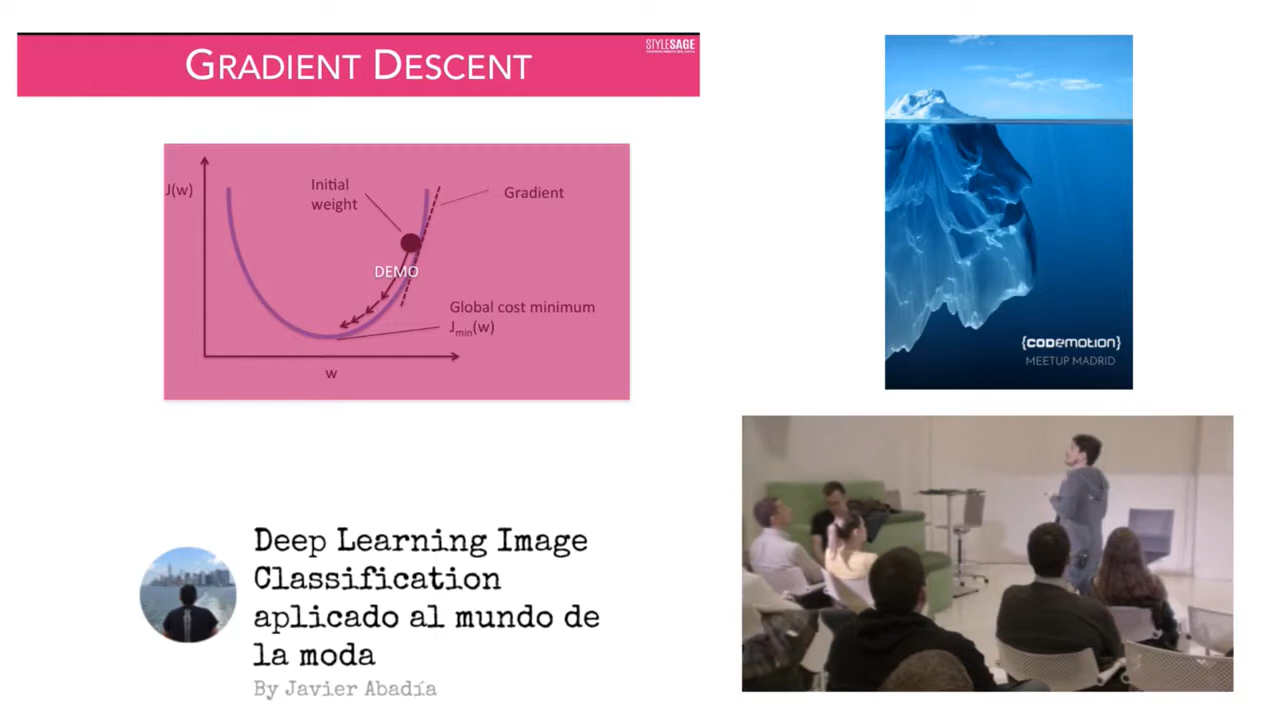 GRADIENT DESCENT
STYLESAGE
J(w)
Initial
weight
Gradient
DEMO
Global cost minimum
Jmin(w)
w
{CODEMOTION}
MEETUP MADRID
Deep Learning Image
Classification
aplicado al mundo de
la moda
By Javier Abadía